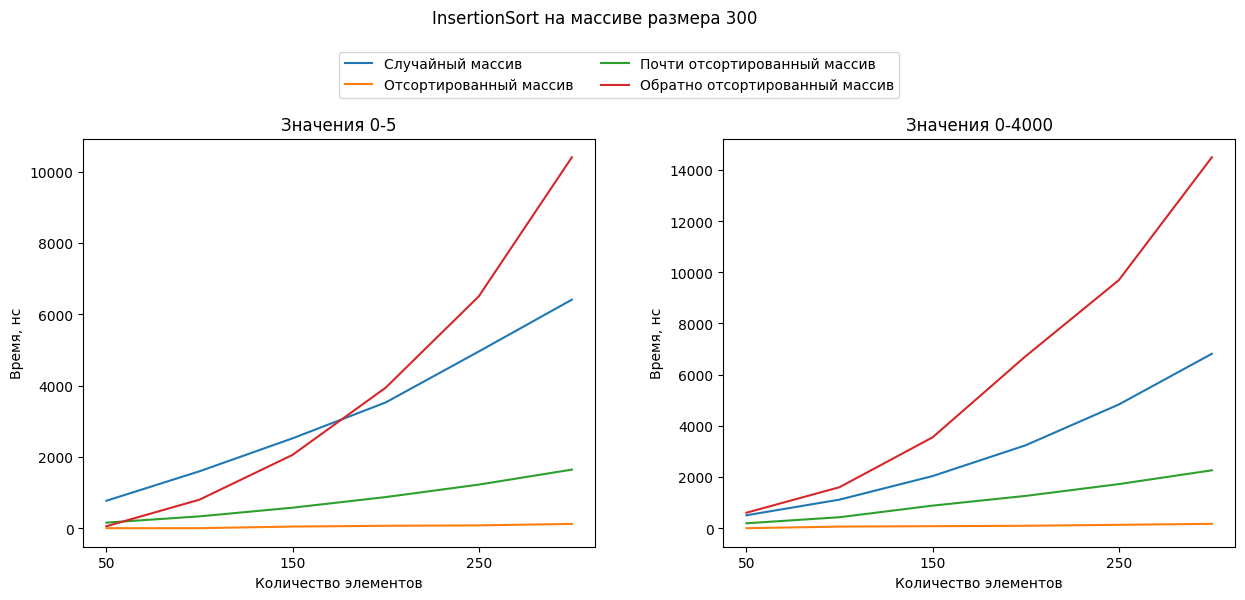 InsertionSort на массиве размера 300
Случайный массив
Отсортированный массив
Почти отсортированный массив
Обратно отсортированный массив
Значения 0-5
10000
8000
6000
4000
2000
0
Время, нс
50
150
250
Количество элементов
Значения 0-4000
14000
12000
10000
8000
6000
4000
2000
0
Время, нс
50
150
250
Количество элементов